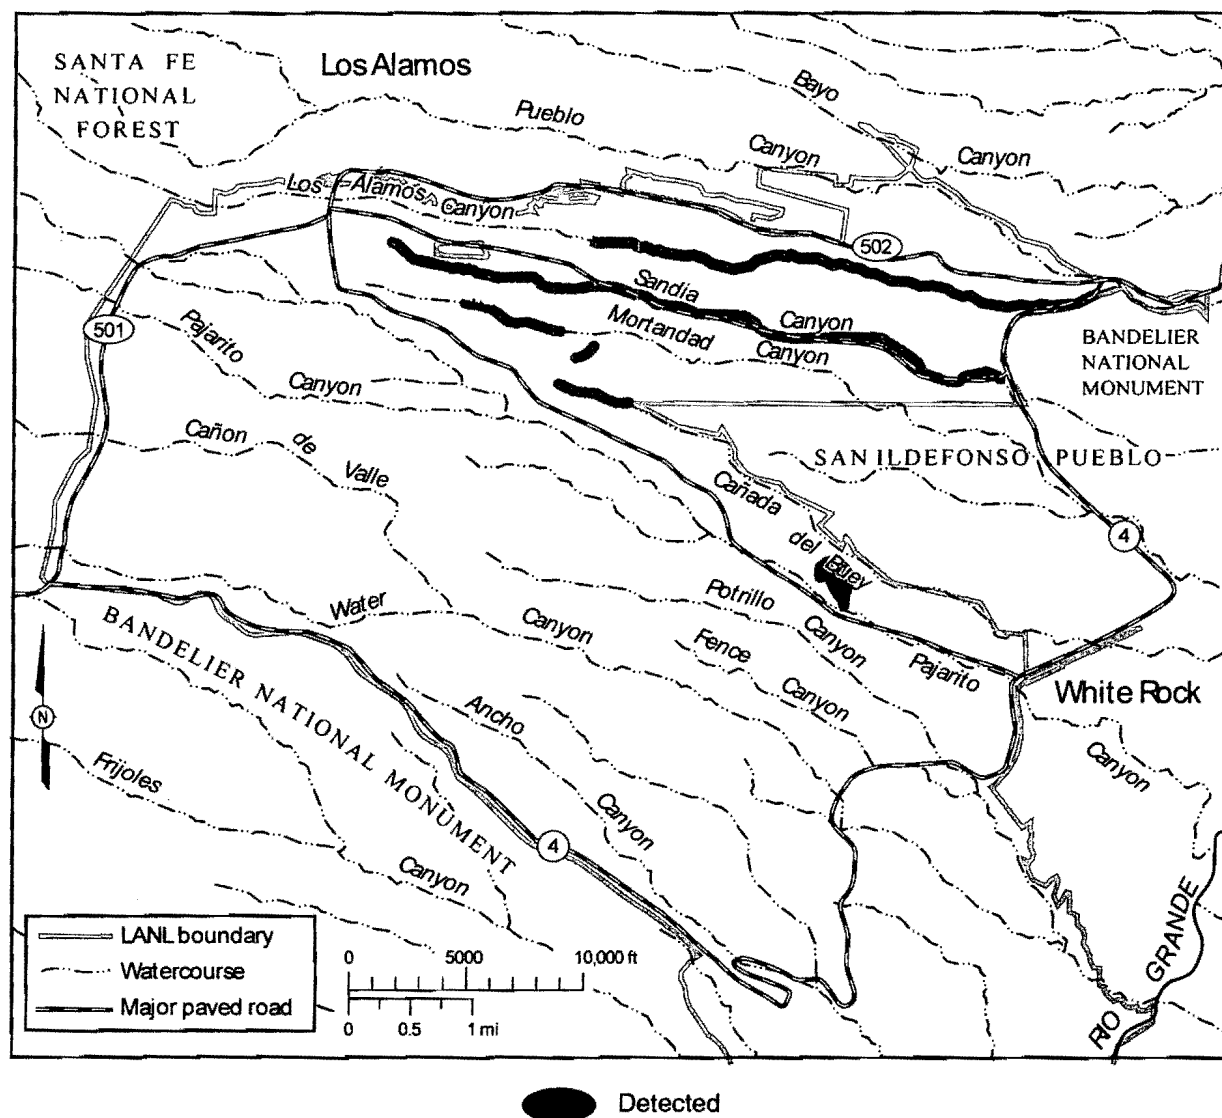 SANTA FE
NATIONAL
FOREST
Los Alamos
Bayo
Pueblo
Canyon
Canyon
Los Alamos
Canyon
502
Sandia
Canyon
501
Mortandad
Canyon
Pajarito
Canyon
BANDELIER
NATIONAL
MONUMENT
Cañon
de
Valle
SAN ILDEFONSO PUEBLO
Cañada
del
Buey
4
Water
Canyon
Potrillo
Canyon
Fence
Canyon
Pajarito
White Rock
Canyon
BANDELIER NATIONAL MONUMENT
N
Ancho
Canyon
Frijoles
Canyon
4
RIO GRANDE
LANL boundary
Watercourse
Major paved road
0 5000 10,000 ft
0 0.5 1 mi
Detected